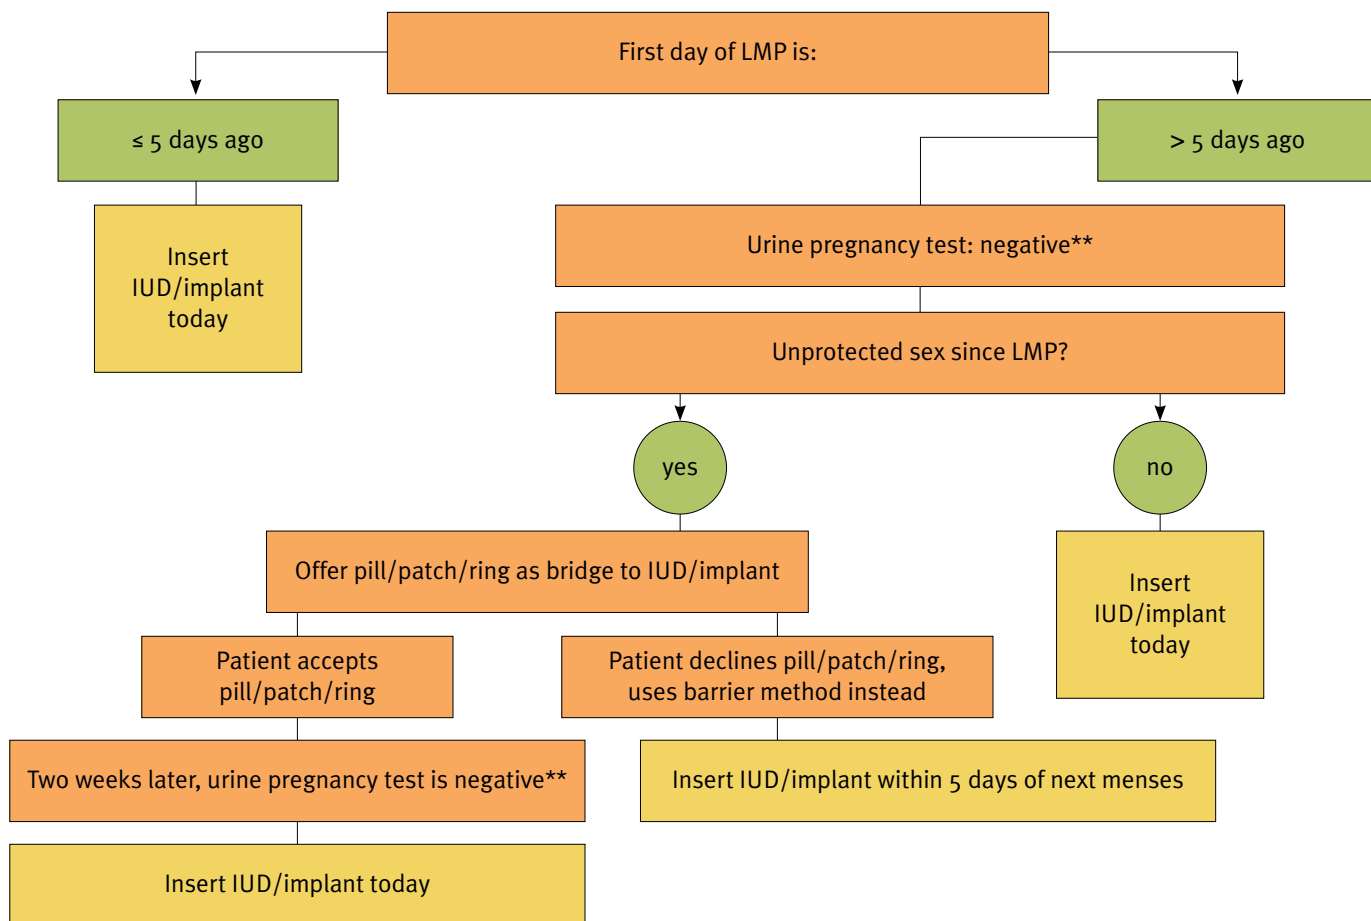 First day of LMP is:
≤ 5 days ago
> 5 days ago
Insert
IUD/implant
today
Urine pregnancy test: negative**
Unprotected sex since LMP?
yes
no
Offer pill/patch/ring as bridge to IUD/implant
Insert
IUD/implant
today
Patient accepts
pill/patch/ring
Patient declines pill/patch/ring,
uses barrier method instead
Two weeks later, urine pregnancy test is negative**
Insert IUD/implant within 5 days of next menses
Insert IUD/implant today